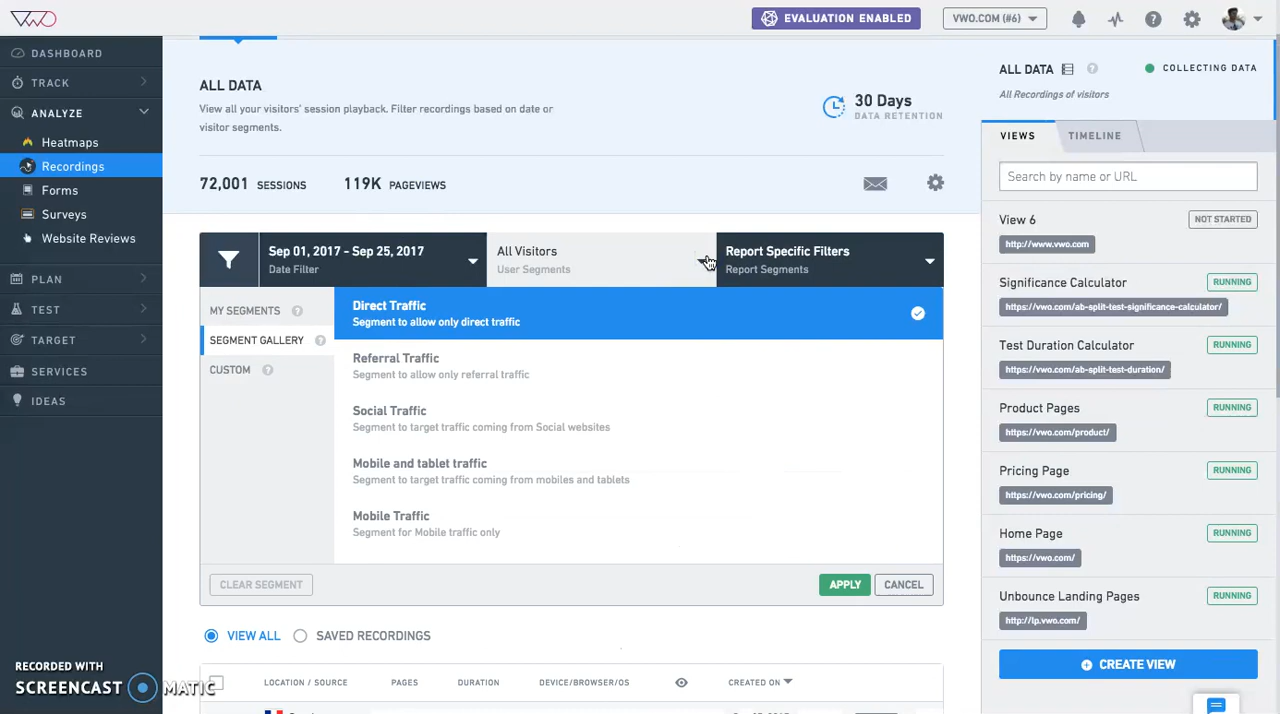 VWO
EVALUATION ENABLED
VWO.COM (#6)
DASHBOARD
TRACK
ANALYZE
Heatmaps
Recordings
Forms
Surveys
Website Reviews
PLAN
TEST
TARGET
SERVICES
IDEAS
ALL DATA
View all your visitors' session playback. Filter recordings based on date or
visitor segments.
30 Days
DATA RETENTION
72,001 SESSIONS
119K PAGEVIEWS
Sep 01, 2017 - Sep 25, 2017
Date Filter
All Visitors
User Segments
Report Specific Filters
Report Segments
MY SEGMENTS ?
SEGMENT GALLERY ?
CUSTOM ?
Direct Traffic
Segment to allow only direct traffic
Referral Traffic
Segment to allow only referral traffic
Social Traffic
Segment to target traffic coming from Social websites
Mobile and tablet traffic
Segment to target traffic coming from mobiles and tablets
Mobile Traffic
Segment for Mobile traffic only
CLEAR SEGMENT
APPLY
CANCEL
VIEW ALL
SAVED RECORDINGS
LOCATION / SOURCE
PAGES
DURATION
DEVICE/BROWSER/OS
CREATED ON
ALL DATA ?
COLLECTING DATA
All Recordings of visitors
VIEWS
TIMELINE
Search by name or URL
View 6
NOT STARTED
http://www.vwo.com
Significance Calculator
RUNNING
https://vwo.com/ab-split-test-significance-calculator/
Test Duration Calculator
RUNNING
https://vwo.com/ab-split-test-duration/
Product Pages
RUNNING
https://vwo.com/product/
Pricing Page
RUNNING
https://vwo.com/pricing/
Home Page
RUNNING
https://vwo.com/
Unbounce Landing Pages
RUNNING
http://lp.vwo.com/
CREATE VIEW
RECORDED WITH
SCREENCAST MATIC